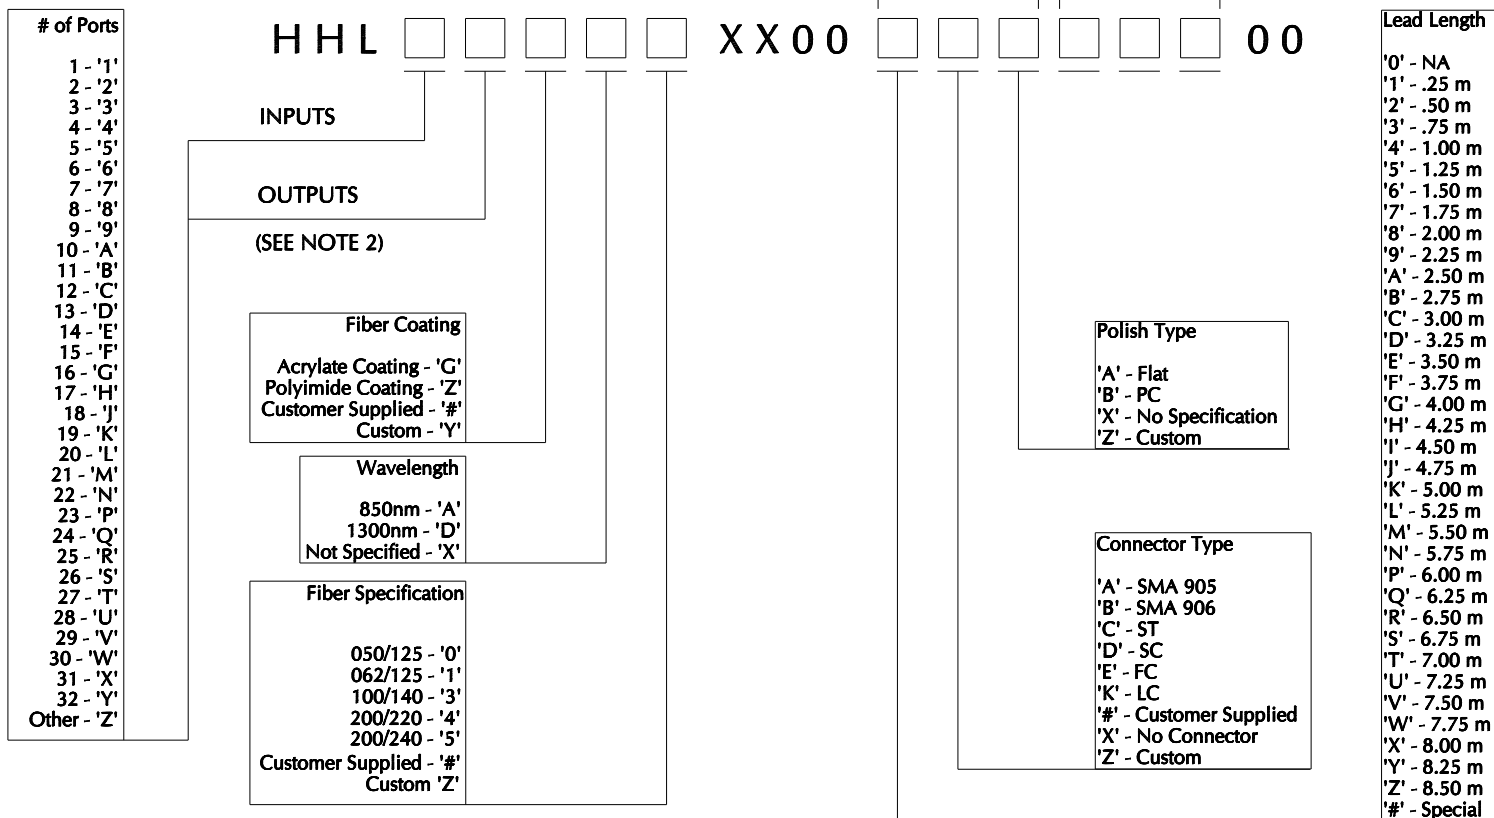 # of Ports
1 - '1'
2 - '2'
3 - '3'
4 - '4'
5 - '5'
6 - '6'
7 - '7'
8 - '8'
9 - '9'
10 - 'A'
11 - 'B'
12 - 'C'
13 - 'D'
14 - 'E'
15 - 'F'
16 - 'G'
17 - 'H'
18 - 'J'
19 - 'K'
20 - 'L'
21 - 'M'
22 - 'N'
23 - 'P'
24 - 'Q'
25 - 'R'
26 - 'S'
27 - 'T'
28 - 'U'
29 - 'V'
30 - 'W'
31 - 'X'
32 - 'Y'
Other - 'Z'
H H L X X 0 0 0 0
INPUTS
OUTPUTS
(SEE NOTE 2)
Fiber Coating
Acrylate Coating - 'G'
Polyimide Coating - 'Z'
Customer Supplied - '#'
Custom - 'Y'
Wavelength
850nm - 'A'
1300nm - 'D'
Not Specified - 'X'
Fiber Specification
050/125 - '0'
062/125 - '1'
100/140 - '3'
200/220 - '4'
200/240 - '5'
Customer Supplied - '#'
Custom 'Z'
Polish Type
'A' - Flat
'B' - PC
'X' - No Specification
'Z' - Custom
Connector Type
'A' - SMA 905
'B' - SMA 906
'C' - ST
'D' - SC
'E' - FC
'K' - LC
'#' - Customer Supplied
'X' - No Connector
'Z' - Custom
Lead Length
'0' - NA
'1' - .25 m
'2' - .50 m
'3' - .75 m
'4' - 1.00 m
'5' - 1.25 m
'6' - 1.50 m
'7' - 1.75 m
'8' - 2.00 m
'9' - 2.25 m
'A' - 2.50 m
'B' - 2.75 m
'C' - 3.00 m
'D' - 3.25 m
'E' - 3.50 m
'F' - 3.75 m
'G' - 4.00 m
'H' - 4.25 m
'I' - 4.50 m
'J' - 4.75 m
'K' - 5.00 m
'L' - 5.25 m
'M' - 5.50 m
'N' - 5.75 m
'P' - 6.00 m
'Q' - 6.25 m
'R' - 6.50 m
'S' - 6.75 m
'T' - 7.00 m
'U' - 7.25 m
'V' - 7.50 m
'W' - 7.75 m
'X' - 8.00 m
'Y' - 8.25 m
'Z' - 8.50 m
'#' - Special